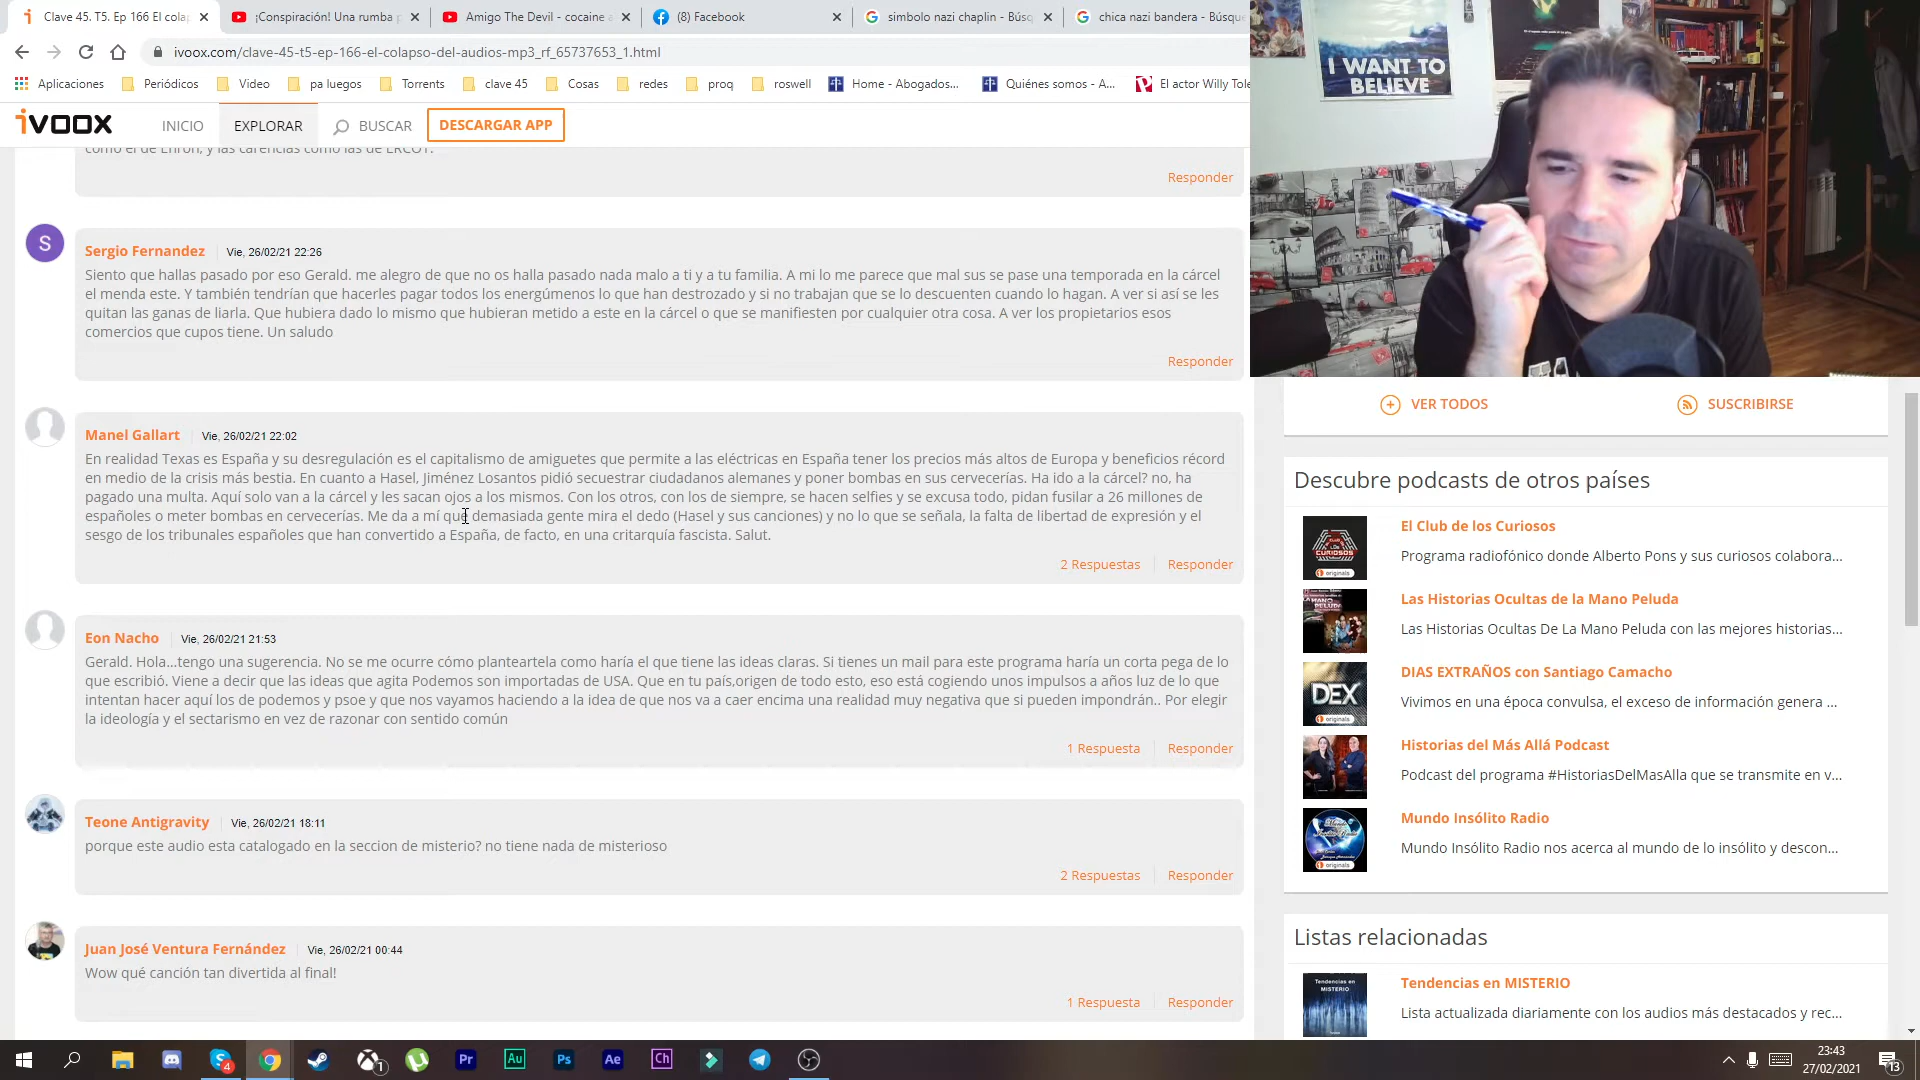 Clave 45. T5. Ep 166 El cola
¡Conspiración! Una rumba
Amigo The Devil - cocaine
(8) Facebook
simbolo nazi chaplin - Búsq
chica nazi bandera - Búsque
ivoox.com/clave-45-t5-ep-166-el-colapso-del-audios-mp3_rf_65737653_1.html
Aplicaciones
Periódicos
Video
pa luegos
Torrents
clave 45
Cosas
redes
proq
roswell
Home - Abogados...
Quiénes somos - A...
El actor Willy Tole
I WANT TO
BELIEVE
ivoox
INICIO
EXPLORAR
BUSCAR
DESCARGAR APP
como el de Enron, y las carencias como las de ERCOT.
Responder
S
Sergio Fernandez
Vie, 26/02/21 22:26
Siento que hallas pasado por eso Gerald. me alegro de que no os halla pasado nada malo a ti y a tu familia. A mi lo me parece que mal sus se pase una temporada en la cárcel
el menda este. Y también tendrían que hacerles pagar todos los energúmenos lo que han destrozado y si no trabajan que se lo descuenten cuando lo hagan. A ver si así se les
quitan las ganas de liarla. Que hubiera dado lo mismo que hubieran metido a este en la cárcel o que se manifiesten por cualquier otra cosa. A ver los propietarios esos
comercios que cupos tiene. Un saludo
Responder
Manel Gallart
Vie, 26/02/21 22:02
En realidad Texas es España y su desregulación es el capitalismo de amiguetes que permite a las eléctricas en España tener los precios más altos de Europa y beneficios récord
en medio de la crisis más bestia. En cuanto a Hasel, Jiménez Losantos pidió secuestrar ciudadanos alemanes y poner bombas en sus cervecerías. Ha ido a la cárcel? no, ha
pagado una multa. Aquí solo van a la cárcel y les sacan ojos a los mismos. Con los otros, con los de siempre, se hacen selfies y se excusa todo, pidan fusilar a 26 millones de
españoles o meter bombas en cervecerías. Me da a mí que demasiada gente mira el dedo (Hasel y sus canciones) y no lo que se señala, la falta de libertad de expresión y el
sesgo de los tribunales españoles que han convertido a España, de facto, en una critarquía fascista. Salut.
2 Respuestas
Responder
Eon Nacho
Vie, 26/02/21 21:53
Gerald. Hola...tengo una sugerencia. No se me ocurre cómo planteartela como haría el que tiene las ideas claras. Si tienes un mail para este programa haría un corta pega de lo
que escribió. Viene a decir que las ideas que agita Podemos son importadas de USA. Que en tu país,origen de todo esto, eso está cogiendo unos impulsos a años luz de lo que
intentan hacer aquí los de podemos y psoe y que nos vayamos haciendo a la idea de que nos va a caer encima una realidad muy negativa que si pueden impondrán.. Por elegir
la ideología y el sectarismo en vez de razonar con sentido común
1 Respuesta
Responder
Teone Antigravity
Vie, 26/02/21 18:11
porque este audio esta catalogado en la seccion de misterio? no tiene nada de misterioso
2 Respuestas
Responder
Juan José Ventura Fernández
Vie, 26/02/21 00:44
Wow qué canción tan divertida al final!
1 Respuesta
Responder
VER TODOS
SUSCRIBIRSE
Descubre podcasts de otros países
El Club de los Curiosos
Programa radiofónico donde Alberto Pons y sus curiosos colabora...
Las Historias Ocultas de la Mano Peluda
Las Historias Ocultas De La Mano Peluda con las mejores historias...
DIAS EXTRAÑOS con Santiago Camacho
Vivimos en una época convulsa, el exceso de información genera ...
DEX
Historias del Más Allá Podcast
Podcast del programa #HistoriasDelMasAlla que se transmite en v...
Mundo Insólito Radio
Mundo Insólito Radio nos acerca al mundo de lo insólito y descon...
Listas relacionadas
Tendencias en
MISTERIO
Tendencias en MISTERIO
Lista actualizada diariamente con los audios más destacados y rec...
4
1
Pr
Au
Ps
Ae
Ch
23:43
27/02/2021
13